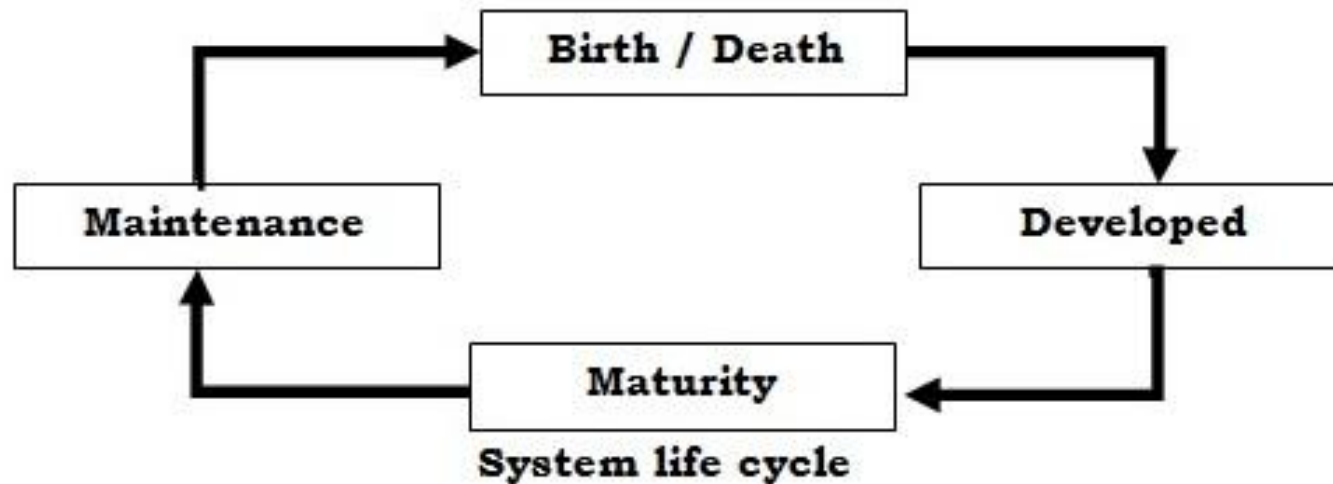 Birth / Death
Maintenance
Developed
Maturity
System life cycle